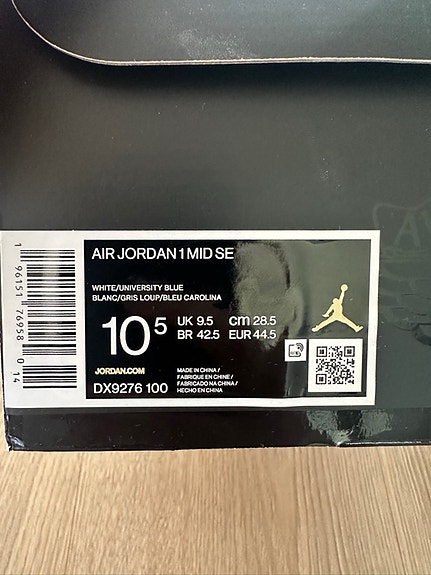 AIR JORDAN 1 MID SE
WHITE/UNIVERSITY BLUE
BLANC/GRIS LOUP/BLEU CAROLINA
10 5 UK 9.5 cm 28.5
BR 42.5 EUR 44.5
JORDAN.COM
DX9276 100
MADE IN CHINA /
FABRIQUE EN CHINE /
FABRICADO NA CHINA /
HECHO EN CHINA
1 96151 76958 0 14